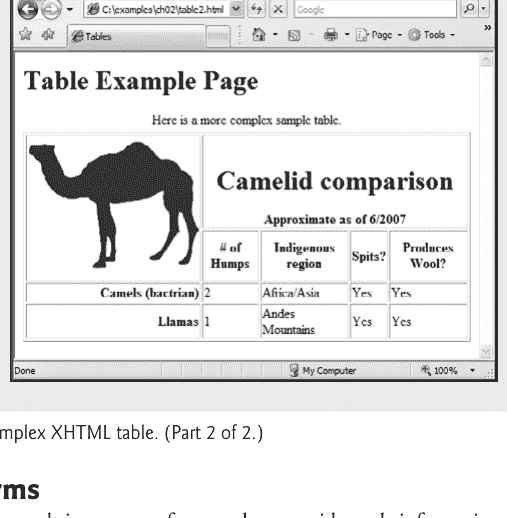 C:\examples\ch02\table2.html
Google
Tables
Page
Tools
Table Example Page
Here is a more complex sample table.
Camelid comparison
Approximate as of 6/2007
# of Humps
Indigenous region
Spits?
Produces Wool?
Camels (bactrian) 2 Africa/Asia Yes Yes
Llamas 1 Andes Mountains Yes Yes
Done
My Computer
100%
mplex XHTML table. (Part 2 of 2.)
rms